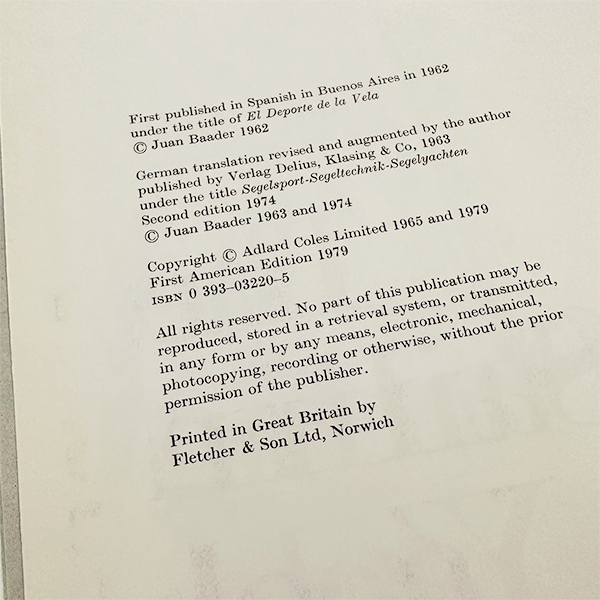 First published in Spanish in Buenos Aires in 1962
under the title of El Deporte de la Vela
© Juan Baader 1962
German translation revised and augmented by the author
published by Verlag Delius, Klasing & Co, 1963
under the title Segelsport-Segeltechnik-Segelyachten
Second edition 1974
© Juan Baader 1963 and 1974
Copyright © Adlard Coles Limited 1965 and 1979
First American Edition 1979
ISBN 0 393–03220–5
All rights reserved. No part of this publication may be
reproduced, stored in a retrieval system, or transmitted,
in any form or by any means, electronic, mechanical,
photocopying, recording or otherwise, without the prior
permission of the publisher.
Printed in Great Britain by
Fletcher & Son Ltd, Norwich